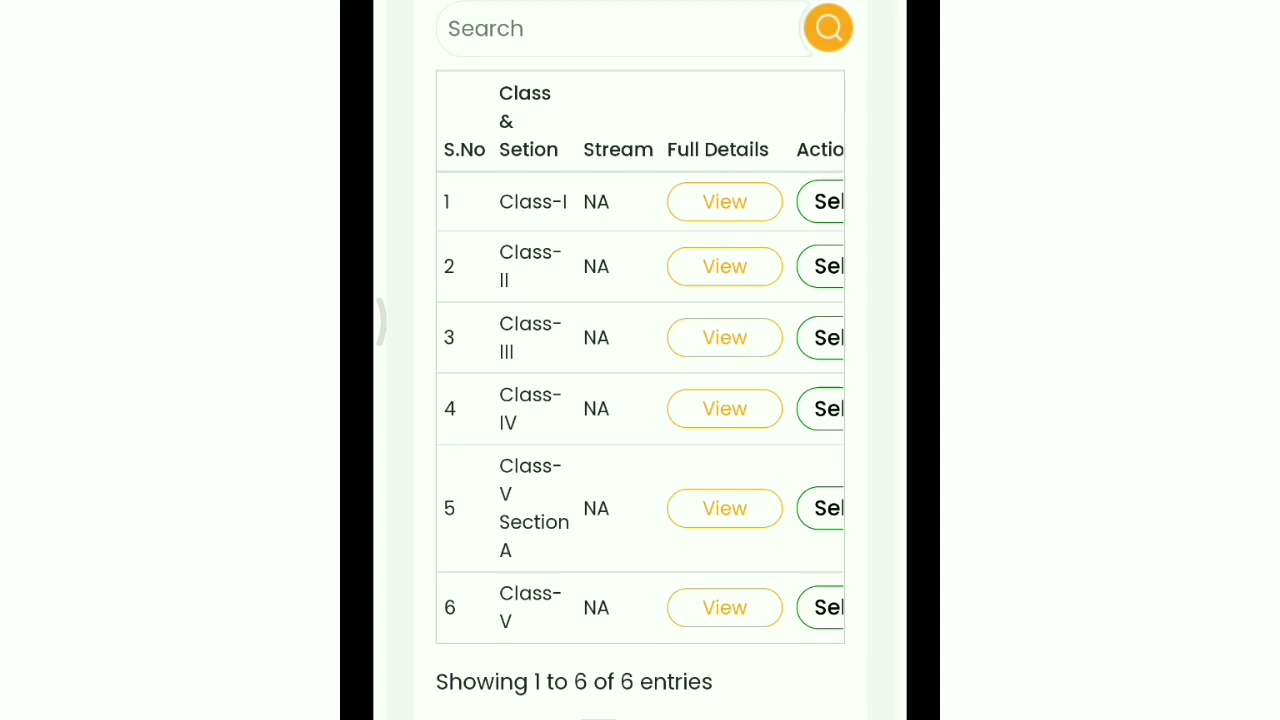 Search
Class
&
S.No Setion Stream Full Details Actio
1 Class-I NA View Sel
2 Class-
II NA View Sel
3 Class-
III NA View Sel
4 Class-
IV NA View Sel
5 Class-
V
Section
A NA View Sel
6 Class-
V NA View Sel
Showing 1 to 6 of 6 entries